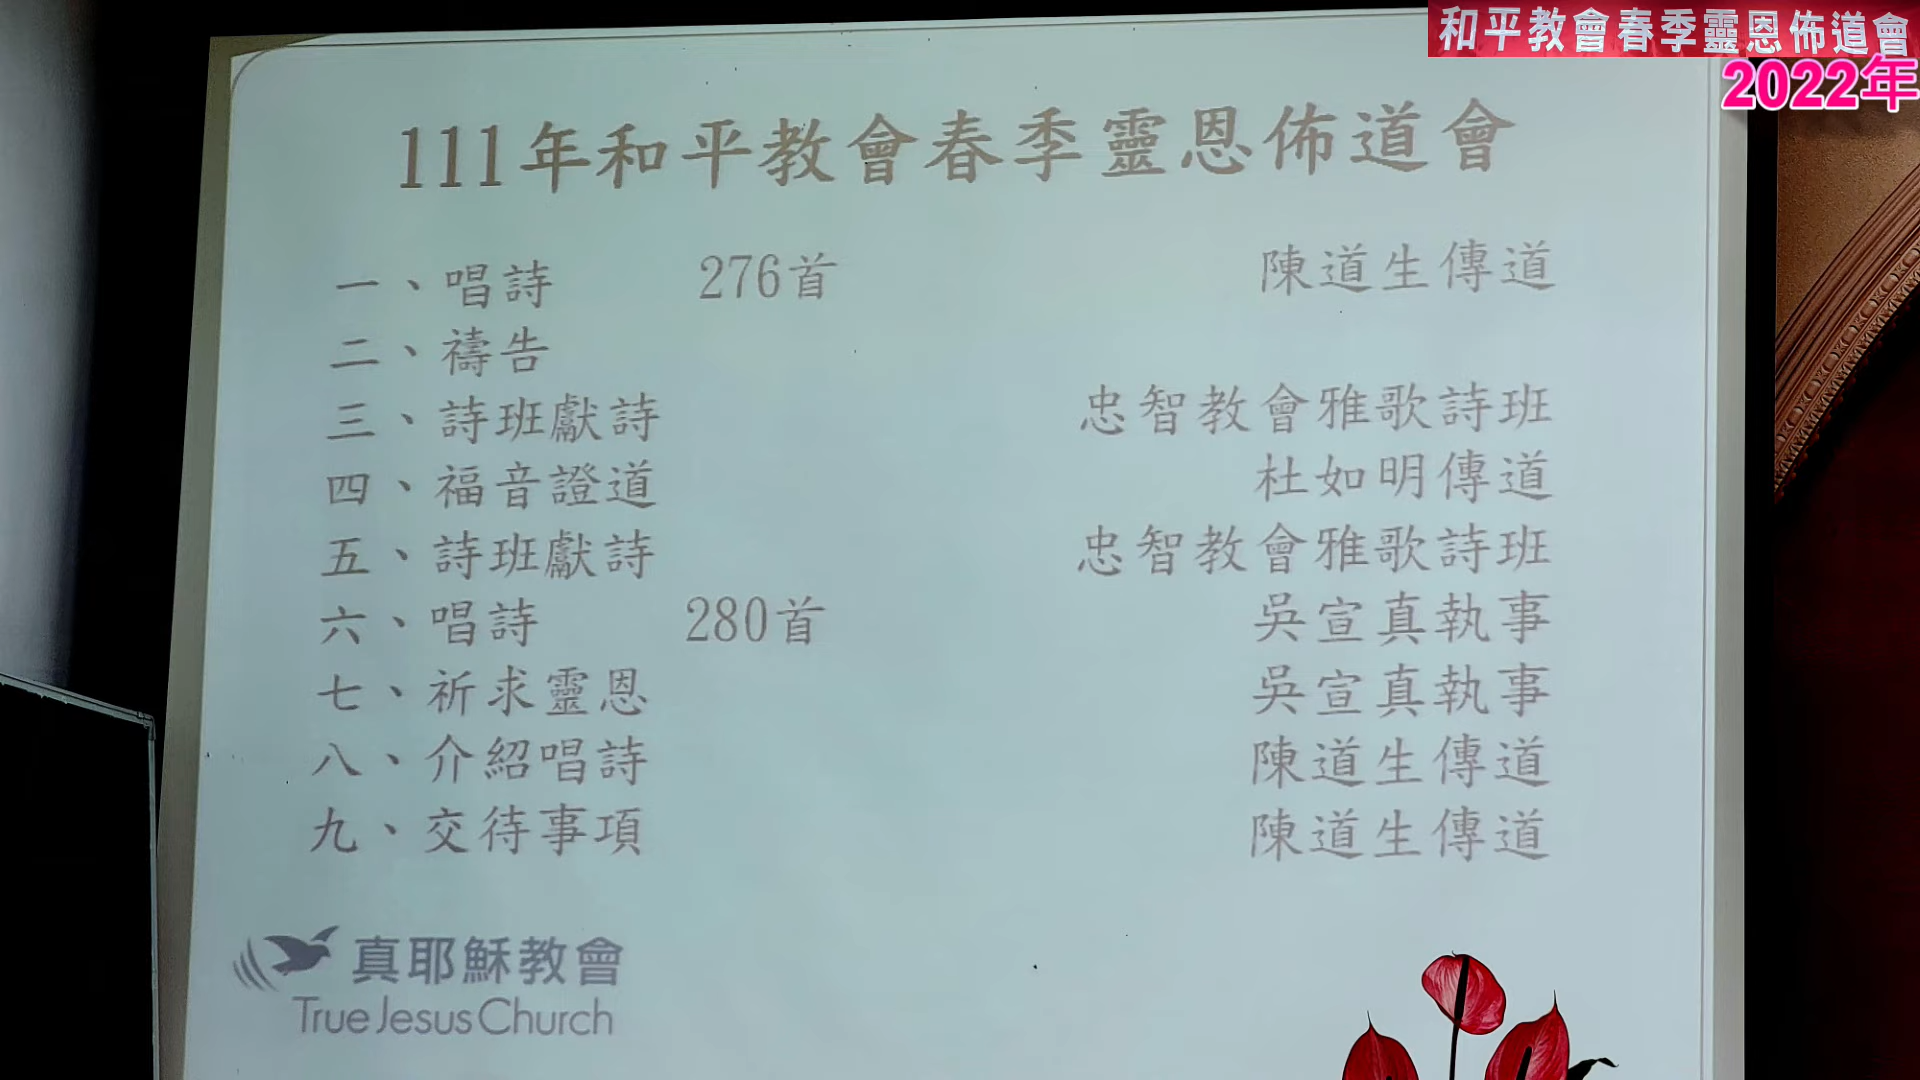 和平教會春季靈恩佈道會
2022年
111年和平教會春季靈恩佈道會
一、唱詩 276首 陳道生傳道
二、禱告
三、詩班獻詩 忠智教會雅歌詩班
四、福音證道 杜如明傳道
五、詩班獻詩 忠智教會雅歌詩班
六、唱詩 280首 吳宣真執事
七、祈求靈恩 吳宣真執事
八、介紹唱詩 陳道生傳道
九、交待事項 陳道生傳道
真耶穌教會
True Jesus Church